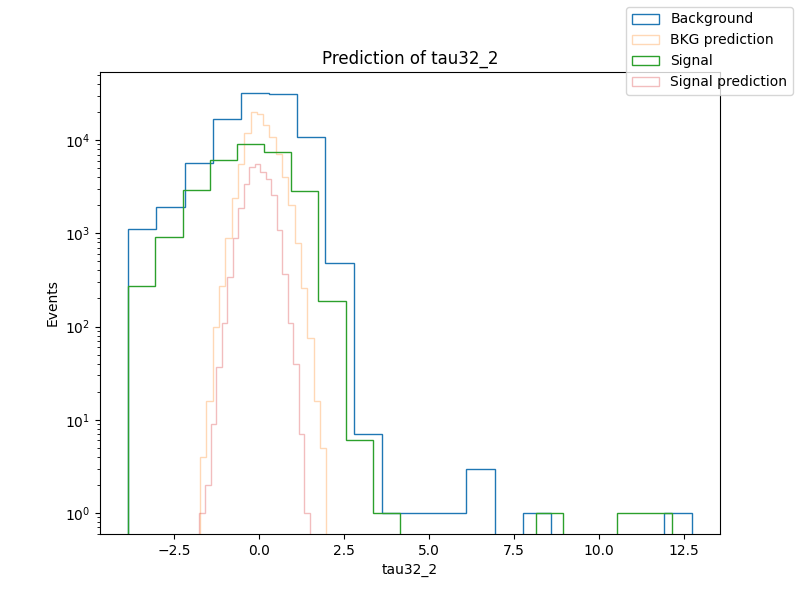 Prediction of tau32_2
Background
BKG prediction
Signal
Signal prediction
Events
10^4
10^3
10^2
10^1
10^0
−2.5 0.0 2.5 5.0 7.5 10.0 12.5
tau32_2